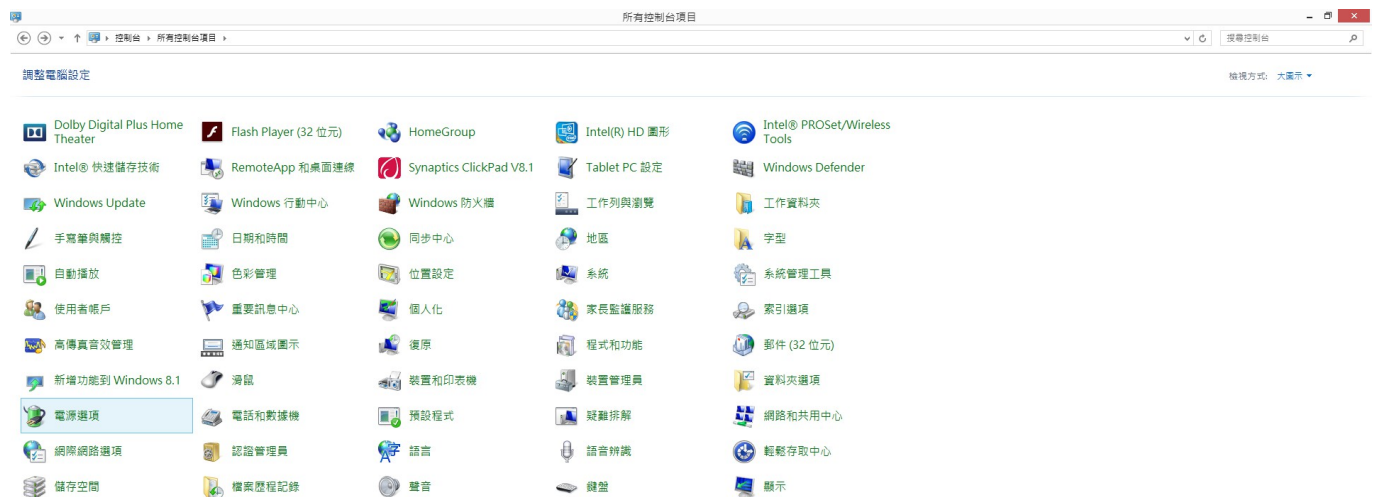 所有控制台項目
控制台 所有控制台項目
搜尋控制台
調整電腦設定
檢視方式: 大圖示
Dolby Digital Plus Home
Theater
Flash Player (32 位元)
HomeGroup
Intel(R) HD 圖形
Intel® PROSet/Wireless
Tools
Intel® 快速儲存技術
RemoteApp 和桌面連線
Synaptics ClickPad V8.1
Tablet PC 設定
Windows Defender
Windows Update
Windows 行動中心
Windows 防火牆
工作列與瀏覽
工作資料夾
手寫筆與觸控
日期和時間
同步中心
地區
字型
自動播放
色彩管理
位置設定
系統
系統管理工具
使用者帳戶
重要訊息中心
個人化
家長監護服務
索引選項
高傳真音效管理
通知區域圖示
復原
程式和功能
郵件 (32 位元)
新增功能到 Windows 8.1
滑鼠
裝置和印表機
裝置管理員
資料夾選項
電源選項
電話和數據機
預設程式
疑難排解
網路和共用中心
網際網路選項
認證管理員
語言
語音辨識
輕鬆存取中心
儲存空間
檔案歷程記錄
聲音
鍵盤
顯示